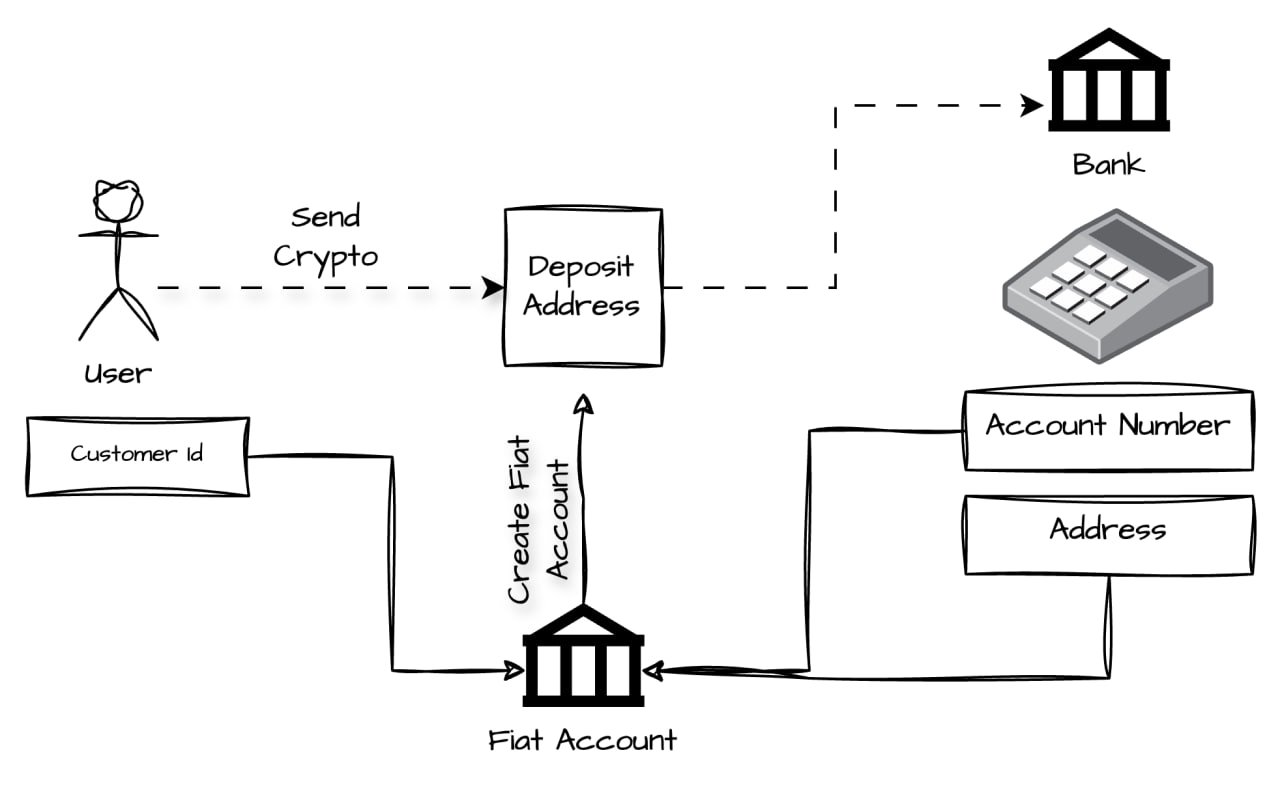 Bank
Send
Crypto
Deposit
Address
User
Customer Id
Account Number
Create Fiat
Account
Address
Fiat Account